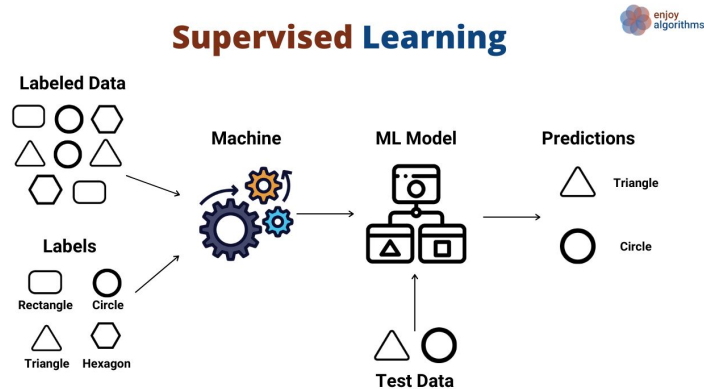 enjoy
algorithms
Supervised Learning
Labeled Data
Machine
ML Model
Predictions
Triangle
Circle
Labels
Rectangle
Circle
Triangle
Hexagon
Test Data